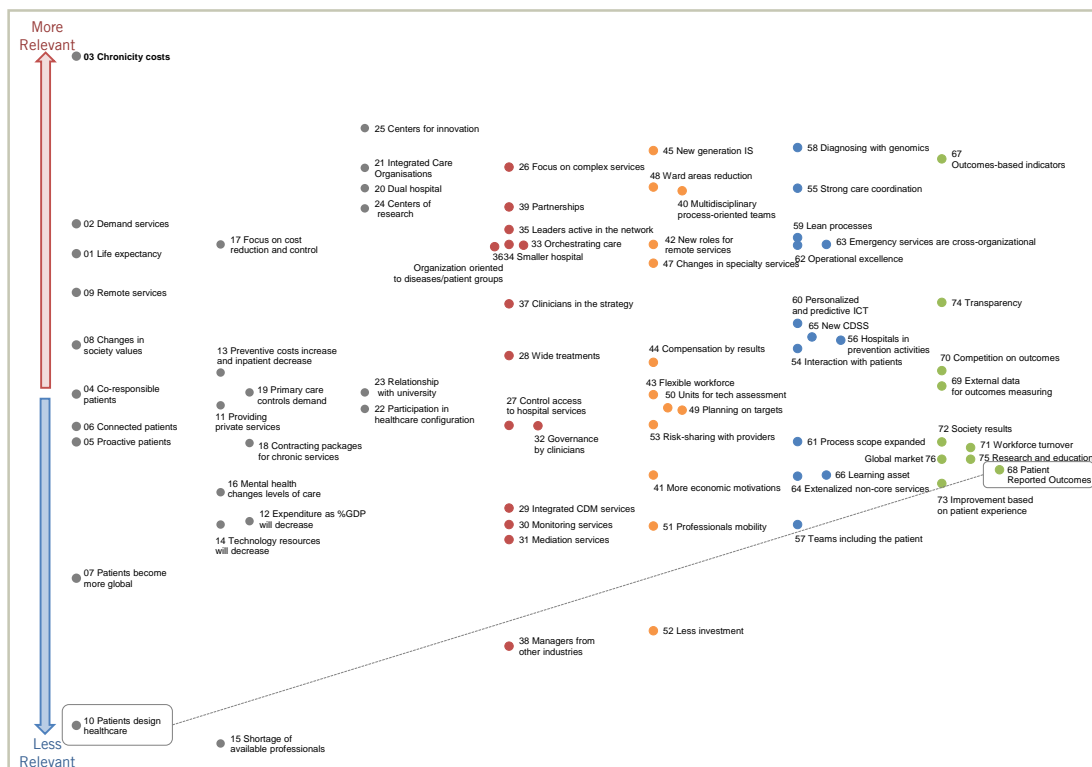 More
Relevant
03 Chronicity costs
02 Demand services
01 Life expectancy
09 Remote services
08 Changes in
society values
04 Co-responsible
patients
06 Connected patients
05 Proactive patients
07 Patients become
more global
10 Patients design
healthcare
Less
Relevant
17 Focus on cost
reduction and control
13 Preventive costs increase
and inpatient decrease
19 Primary care
controls demand
11 Providing
private services
18 Contracting packages
for chronic services
16 Mental health
changes levels of care
12 Expenditure as %GDP
will decrease
14 Technology resources
will decrease
15 Shortage of
available professionals
25 Centers for innovation
21 Integrated Care
Organisations
20 Dual hospital
24 Centers of
research
23 Relationship
with university
22 Participation in
healthcare configuration
26 Focus on complex services
39 Partnerships
35 Leaders active in the network
33 Orchestrating care
3634 Smaller hospital
Organization oriented
to diseases/patient groups
37 Clinicians in the strategy
28 Wide treatments
27 Control access
to hospital services
32 Governance
by clinicians
29 Integrated CDM services
30 Monitoring services
31 Mediation services
38 Managers from
other industries
45 New generation IS
48 Ward areas reduction
40 Multidisciplinary
process-oriented teams
42 New roles for
remote services
47 Changes in specialty services
44 Compensation by results
43 Flexible workforce
50 Units for tech assessment
49 Planning on targets
53 Risk-sharing with providers
41 More economic motivations
51 Professionals mobility
52 Less investment
58 Diagnosing with genomics
55 Strong care coordination
59 Lean processes
63 Emergency services are cross-organizational
62 Operational excellence
60 Personalized
and predictive ICT
65 New CDSS
56 Hospitals in
prevention activities
54 Interaction with patients
61 Process scope expanded
66 Learning asset
64 Extenalized non-core services
57 Teams including the patient
67
Outcomes-based indicators
74 Transparency
70 Competition on outcomes
69 External data
for outcomes measuring
72 Society results
71 Workforce turnover
Global market 76
75 Research and education
68 Patient
Reported Outcomes
73 Improvement based
on patient experience